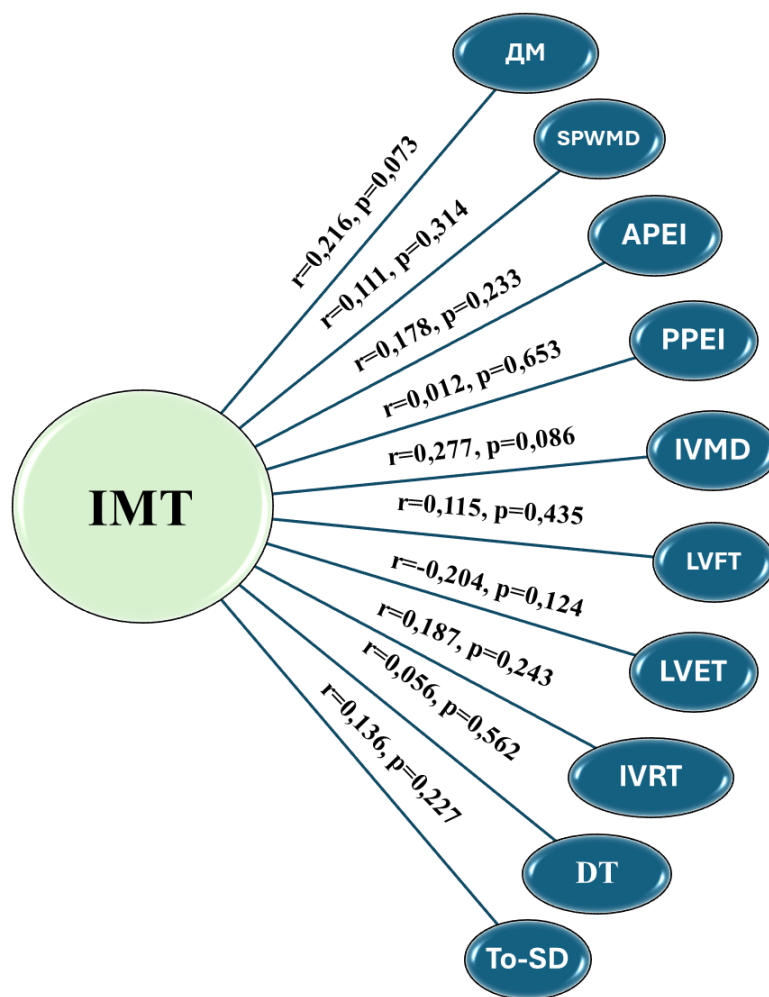 ДМ
r=0,216, p=0,073
SPWMD
r=0,111, p=0,314
APEI
r=0,178, p=0,233
PPEI
r=0,012, p=0,653
IVMD
r=0,277, p=0,086
IMT
r=0,115, p=0,435
LVFT
r=-0,204, p=0,124
LVET
r=0,187, p=0,243
IVRT
r=0,056, p=0,562
DT
r=0,136, p=0,227
To-SD